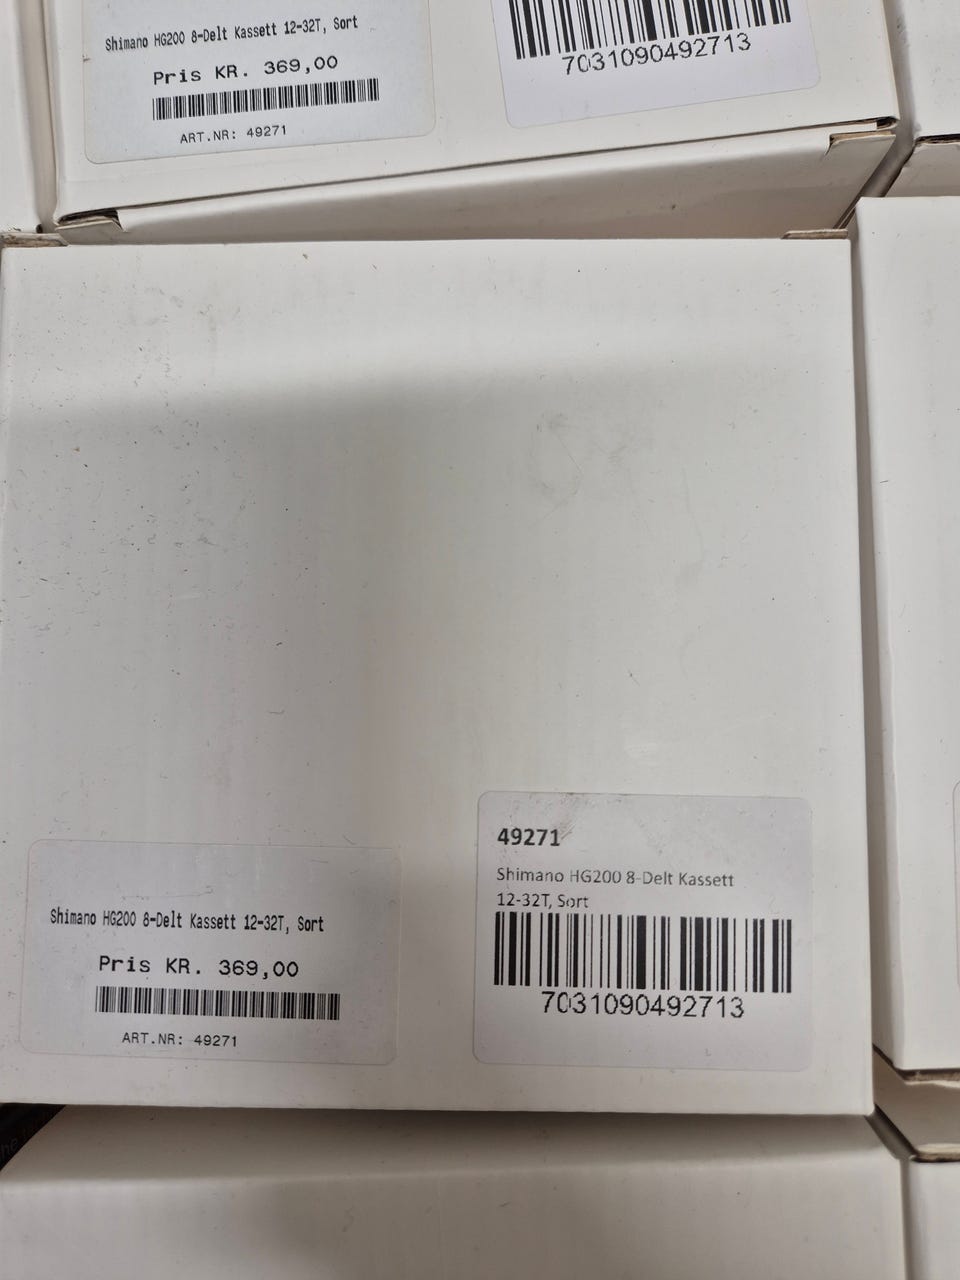 Shimano HG200 8-Delt Kassett 12-32T, Sort
Pris KR. 369,00
ART.NR: 49271
7031090492713
49271
Shimano HG200 8-Delt Kassett
12-32T, Sort
7031090492713
Shimano HG200 8-Delt Kassett 12-32T, Sort
Pris KR. 369,00
ART.NR: 49271